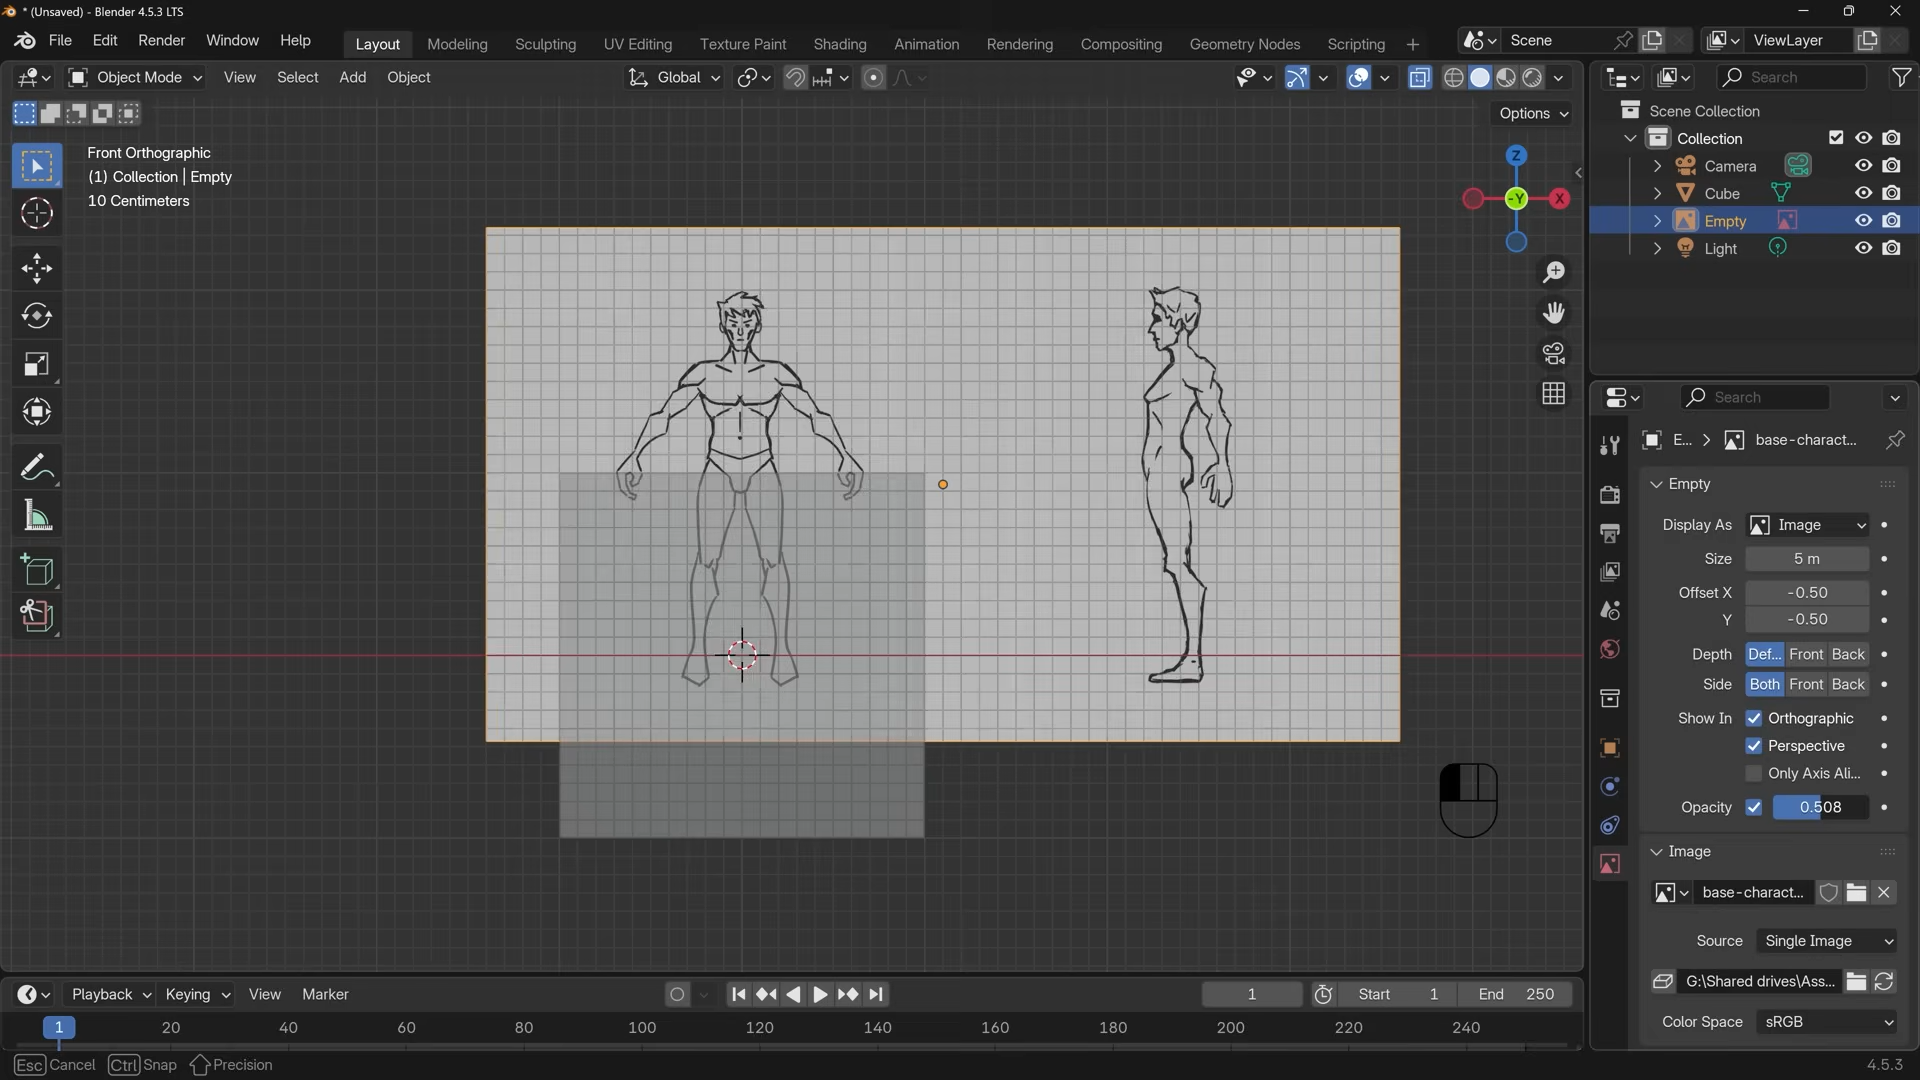 * (Unsaved) - Blender 4.5.3 LTS
File Edit Render Window Help
Layout Modeling Sculpting UV Editing Texture Paint Shading Animation Rendering Compositing Geometry Nodes Scripting +
Scene
ViewLayer
Object Mode View Select Add Object
Global
Search
Options
Front Orthographic
(1) Collection | Empty
10 Centimeters
Z
-Y
X
Scene Collection
Collection
Camera
Cube
Empty
Light
Search
E... > base-charact...
Empty
Display As Image
Size 5 m
Offset X -0.50
Y -0.50
Depth Def... Front Back
Side Both Front Back
Show In Orthographic
Perspective
Only Axis Ali...
Opacity 0.508
Image
base-charact...
Source Single Image
G:\Shared drives\Ass...
Color Space sRGB
Playback Keying View Marker
1
Start 1
End 250
1 20 40 60 80 100 120 140 160 180 200 220 240
Esc Cancel Ctrl Snap Precision
4.5.3